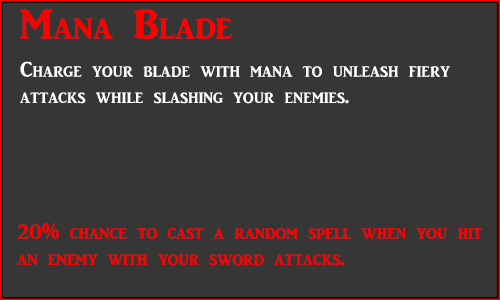 Mana Blade
Charge your blade with mana to unleash fiery
attacks while slashing your enemies.
20% chance to cast a random spell when you hit
an enemy with your sword attacks.